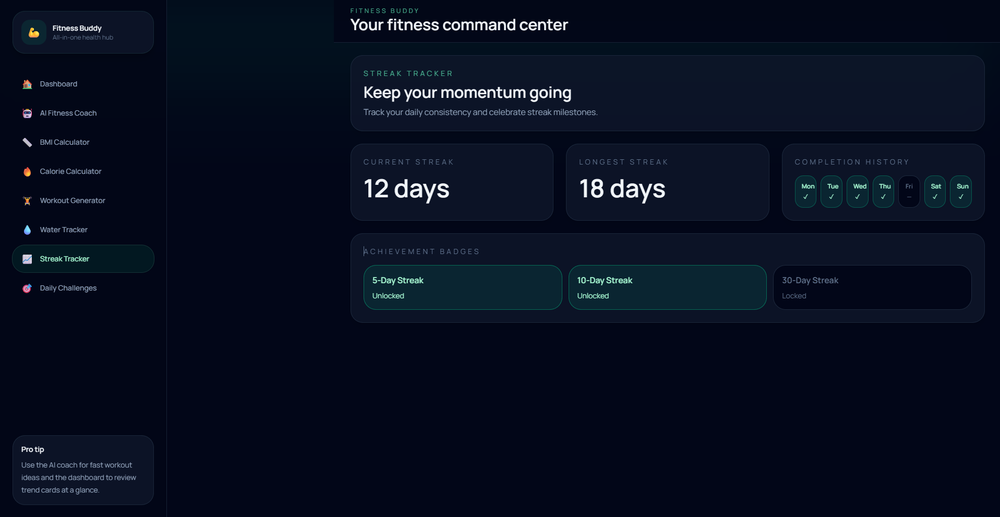 Fitness Buddy
All-in-one health hub
Dashboard
AI Fitness Coach
BMI Calculator
Calorie Calculator
Workout Generator
Water Tracker
Streak Tracker
Daily Challenges
Pro tip
Use the AI coach for fast workout
ideas and the dashboard to review
trend cards at a glance.
FITNESS BUDDY
Your fitness command center
STREAK TRACKER
Keep your momentum going
Track your daily consistency and celebrate streak milestones.
CURRENT STREAK
12 days
LONGEST STREAK
18 days
COMPLETION HISTORY
Mon Tue Wed Thu Fri Sat Sun
✓ ✓ ✓ ✓ — ✓ ✓
ACHIEVEMENT BADGES
5-Day Streak
Unlocked
10-Day Streak
Unlocked
30-Day Streak
Locked